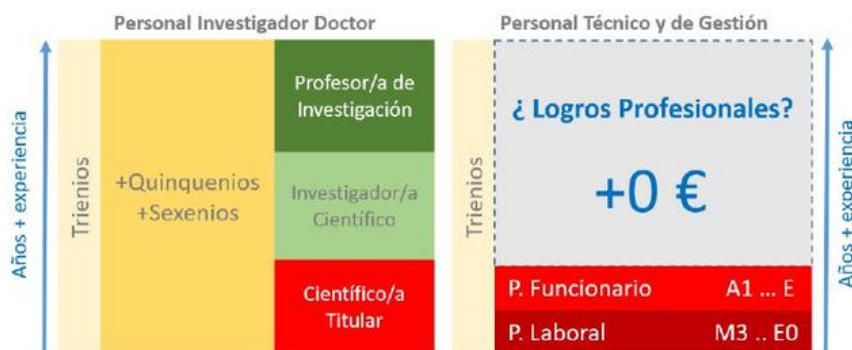 Personal Investigador Doctor
Años + experiencia
Trienios
+Quinquenios
+Sexenios
Profesor/a de
Investigación
Investigador/a
Científico
Científico/a
Titular
Personal Técnico y de Gestión
Trienios
¿ Logros Profesionales?
+0 €
P. Funcionario A1 ... E
P. Laboral M3 .. E0
Años + experiencia